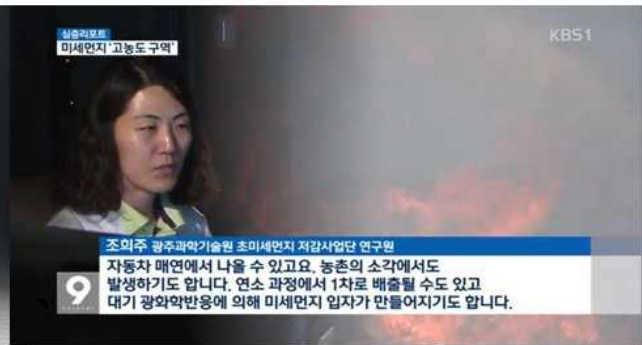 심층리포트
미세먼지 '고농도 구역'
KBS1
조희주 광주과학기술원 초미세먼지 저감사업단 연구원
자동차 매연에서 나올 수 있고요. 농촌의 소각에서도
발생하기도 합니다. 연소 과정에서 1차로 배출될 수도 있고
대기 광화학반응에 의해 미세먼지 입자가 만들어지기도 합니다.
9